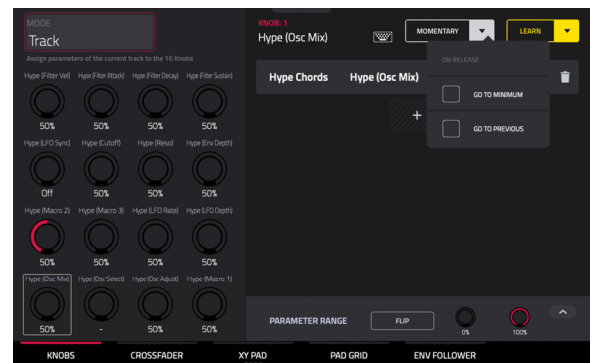 MODE
Track
Assign parameters of the current track to the 16 Knobs
Hype (Filter Vel) Hype (Filter Attack) Hype (Filter Decay) Hype (Filter Sustain)
50% 50% 50% 50%
Hype (LFO Sync) Hype (Cutoff) Hype (Reso) Hype (Env Depth)
Off 50% 50% 50%
Hype (Macro 2) Hype (Macro 3) Hype (LFO Rate) Hype (LFO Depth)
50% 50% 50% 50%
Hype (Osc Mix) Hype (Osc Select) Hype (Osc Adjust) Hype (Macro 1)
50% - 50% 50%
KNOB: 1
Hype (Osc Mix)
MOMENTARY
LEARN
Hype Chords Hype (Osc Mix)
+
ON RELEASE
GO TO MINIMUM
GO TO PREVIOUS
PARAMETER RANGE FLIP 0% 100%
KNOBS CROSSFADER XY PAD PAD GRID ENV FOLLOWER